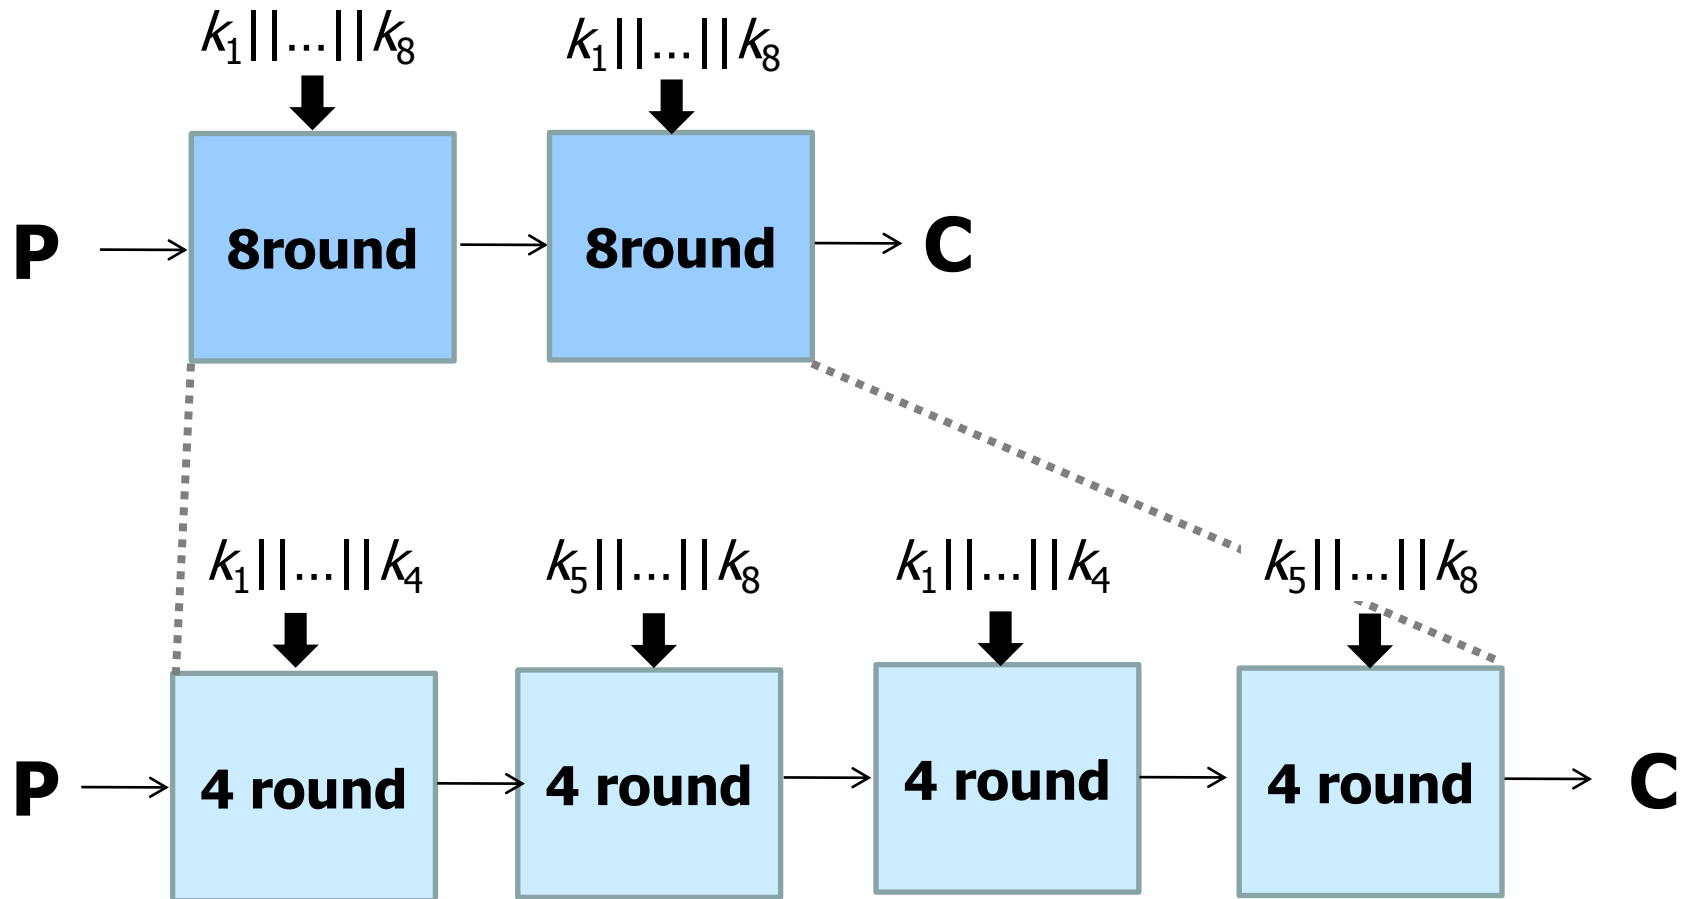 k₁||...||k₈ k₁||...||k₈
P 8round 8round C
k₁||...||k₄ k₅||...||k₈ k₁||...||k₄ k₅||...||k₈
P 4 round 4 round 4 round 4 round C